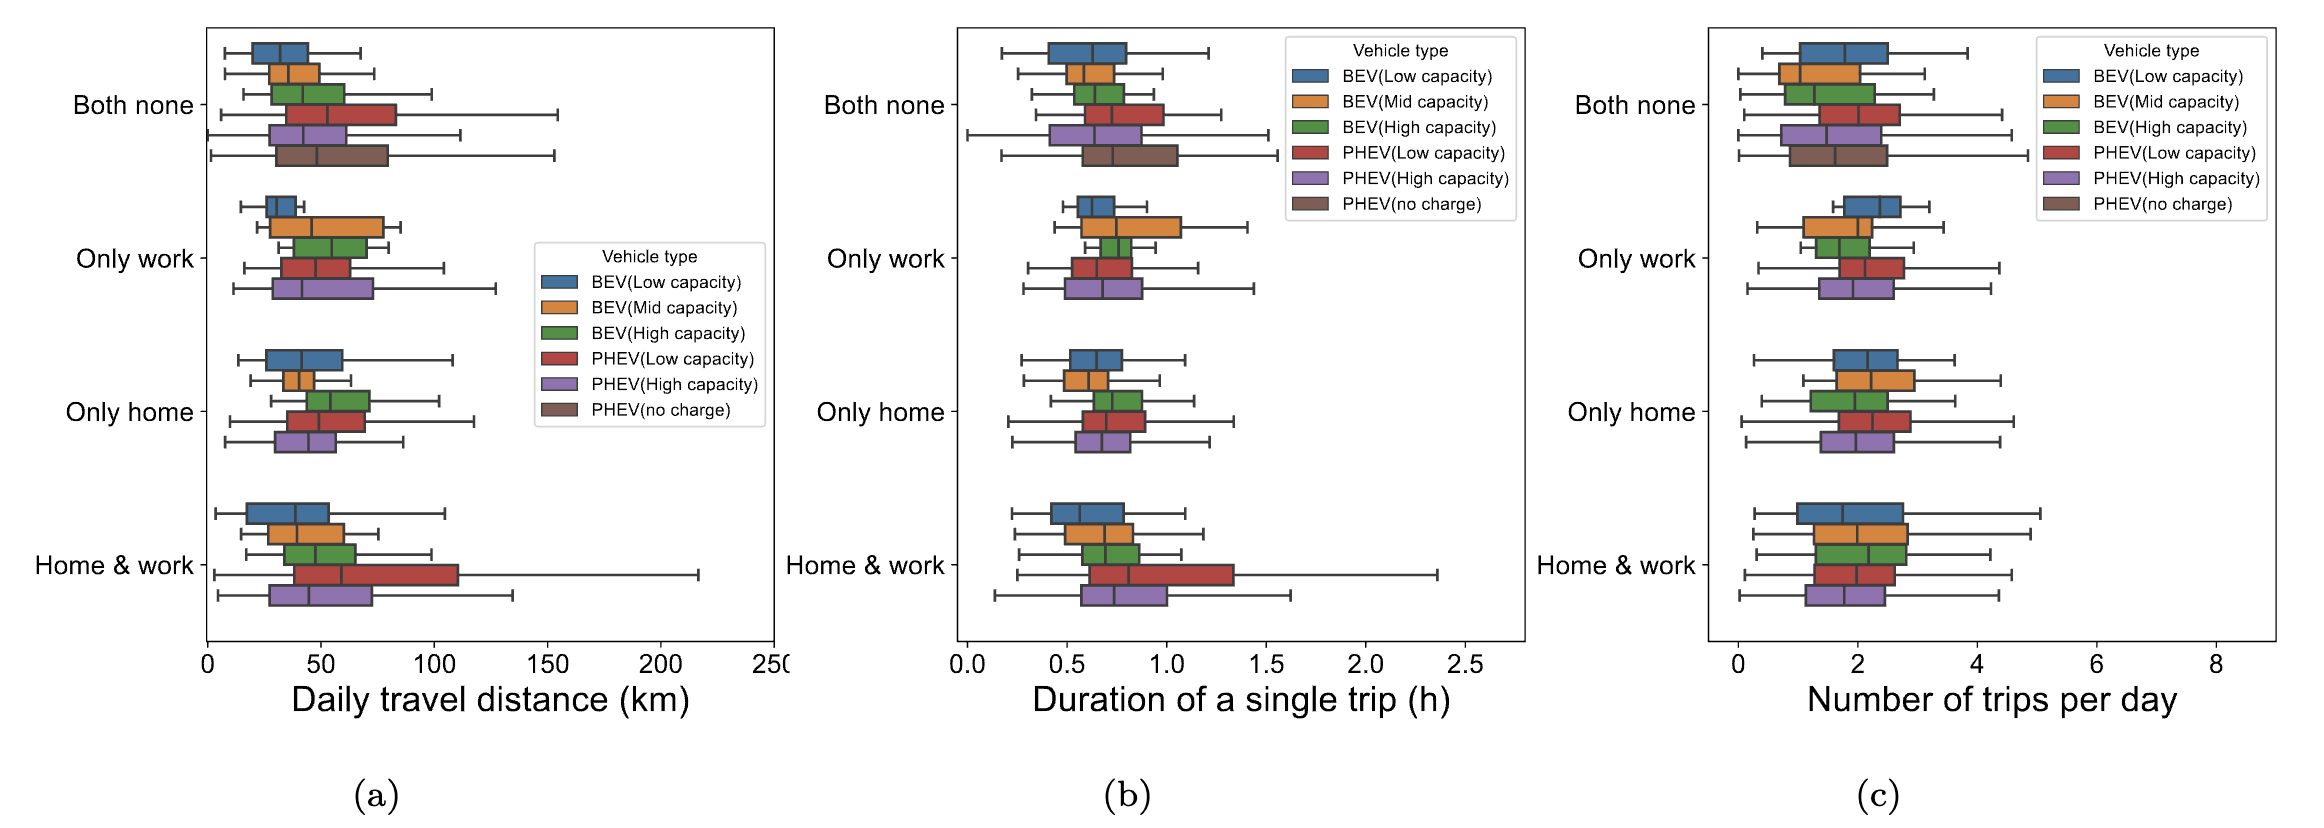 Both none
Only work
Only home
Home & work
Vehicle type
BEV(Low capacity)
BEV(Mid capacity)
BEV(High capacity)
PHEV(Low capacity)
PHEV(High capacity)
PHEV(no charge)
0 50 100 150 200 250
Daily travel distance (km)
(a)
Both none
Only work
Only home
Home & work
Vehicle type
BEV(Low capacity)
BEV(Mid capacity)
BEV(High capacity)
PHEV(Low capacity)
PHEV(High capacity)
PHEV(no charge)
0.0 0.5 1.0 1.5 2.0 2.5
Duration of a single trip (h)
(b)
Both none
Only work
Only home
Home & work
Vehicle type
BEV(Low capacity)
BEV(Mid capacity)
BEV(High capacity)
PHEV(Low capacity)
PHEV(High capacity)
PHEV(no charge)
0 2 4 6 8
Number of trips per day
(c)